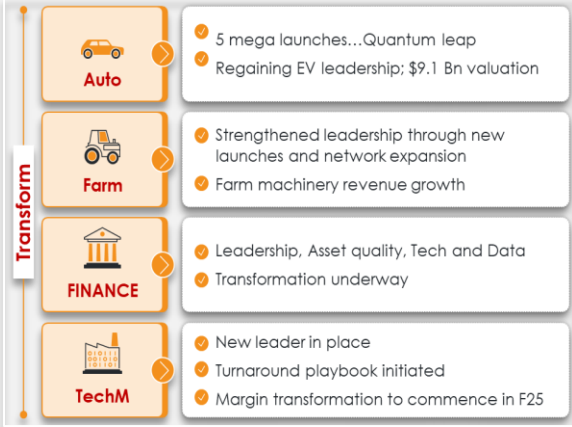 Transform
Auto
5 mega launches...Quantum leap
Regaining EV leadership; $9.1 Bn valuation
Farm
Strengthened leadership through new
launches and network expansion
Farm machinery revenue growth
FINANCE
Leadership, Asset quality, Tech and Data
Transformation underway
TechM
New leader in place
Turnaround playbook initiated
Margin transformation to commence in F25